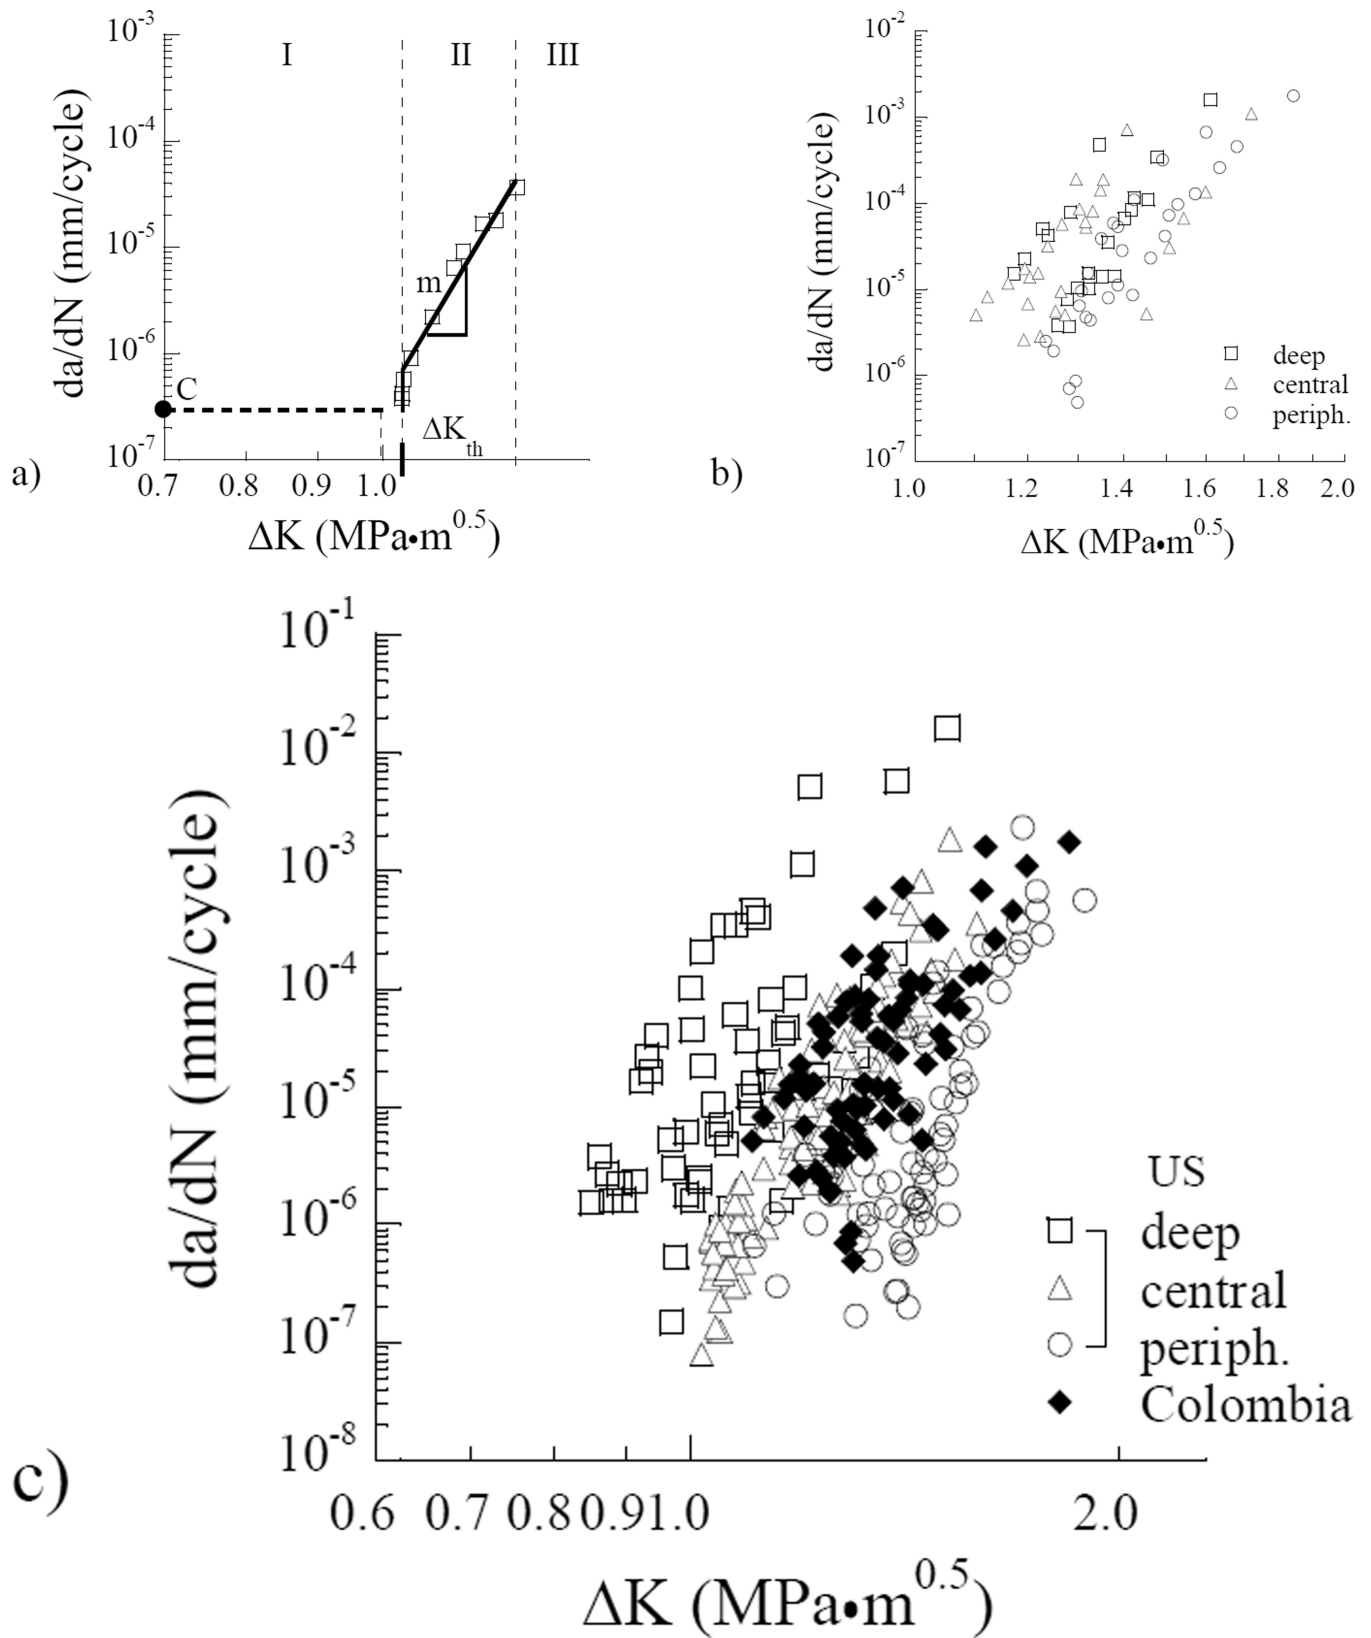 10^-3
I II III
10^-4
10^-5
10^-6
10^-7
da/dN (mm/cycle)
m
C
ΔK_th
0.7 0.8 0.9 1.0
ΔK (MPa•m^0.5)
a)
10^-2
10^-3
10^-4
10^-5
10^-6
10^-7
da/dN (mm/cycle)
deep
central
periph.
1.0 1.2 1.4 1.6 1.8 2.0
ΔK (MPa•m^0.5)
b)
10^-1
10^-2
10^-3
10^-4
10^-5
10^-6
10^-7
10^-8
da/dN (mm/cycle)
US
deep
central
periph.
Colombia
0.6 0.7 0.8 0.9 1.0 2.0
ΔK (MPa•m^0.5)
c)